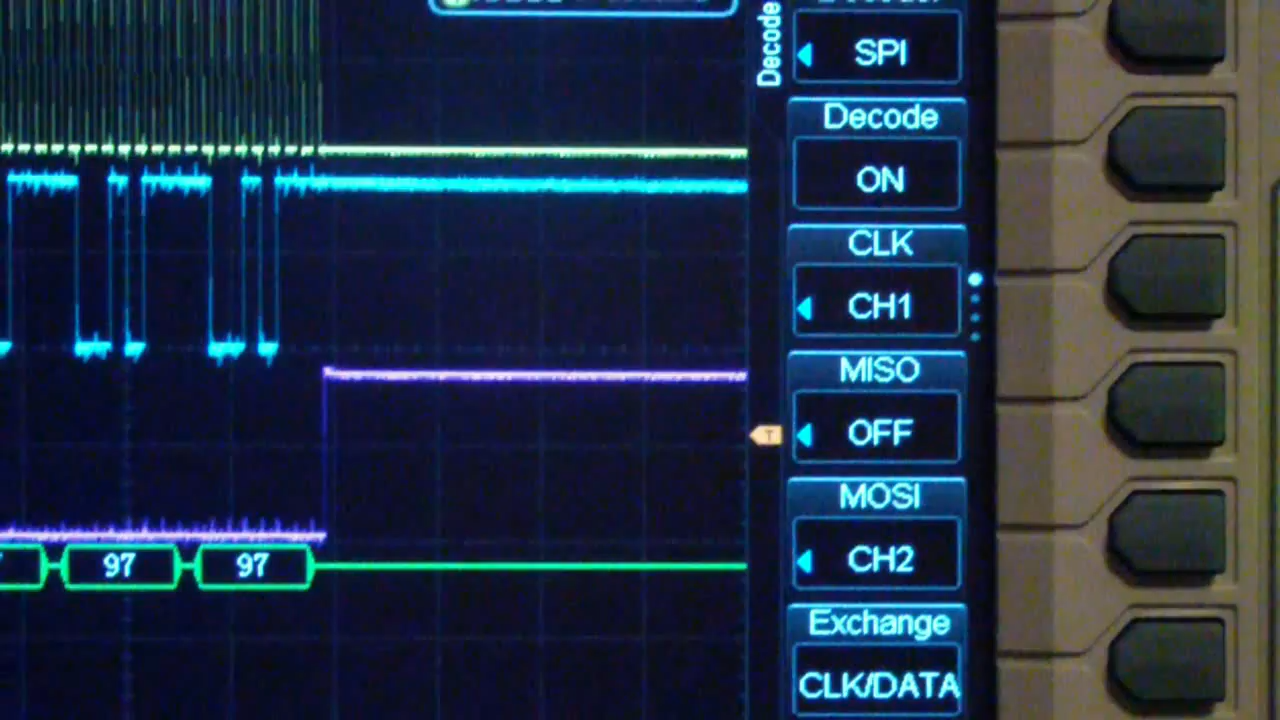 Decode
SPI
Decode
ON
CLK
CH1
MISO
OFF
T
MOSI
CH2
97
97
Exchange
CLK/DATA